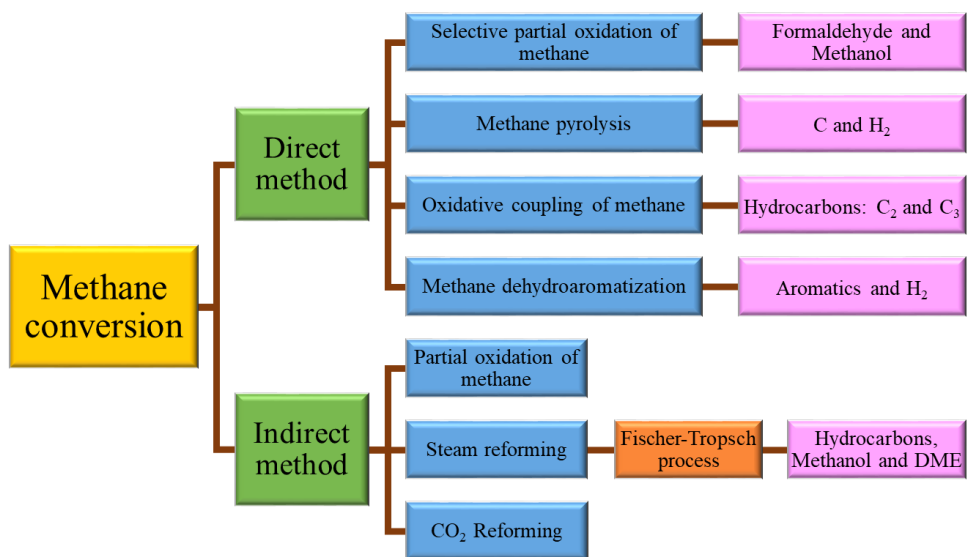 Methane
conversion
Direct
method
Selective partial oxidation of
methane
Formaldehyde and
Methanol
Methane pyrolysis
C and H₂
Oxidative coupling of methane
Hydrocarbons: C₂ and C₃
Methane dehydroaromatization
Aromatics and H₂
Indirect
method
Partial oxidation of
methane
Steam reforming
Fischer-Tropsch
process
Hydrocarbons,
Methanol and DME
CO₂ Reforming